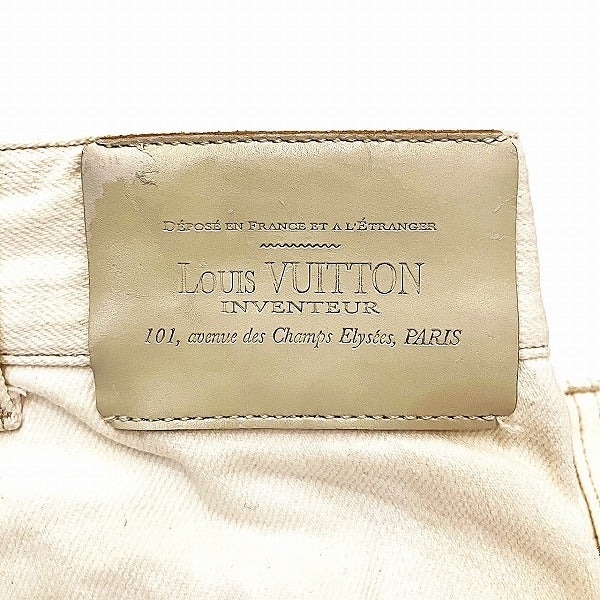 DÉPOSÉ EN FRANCE ET A L'ÉTRANGER
LOUIS VUITTON
INVENTEUR
101, avenue des Champs Elysées, PARIS